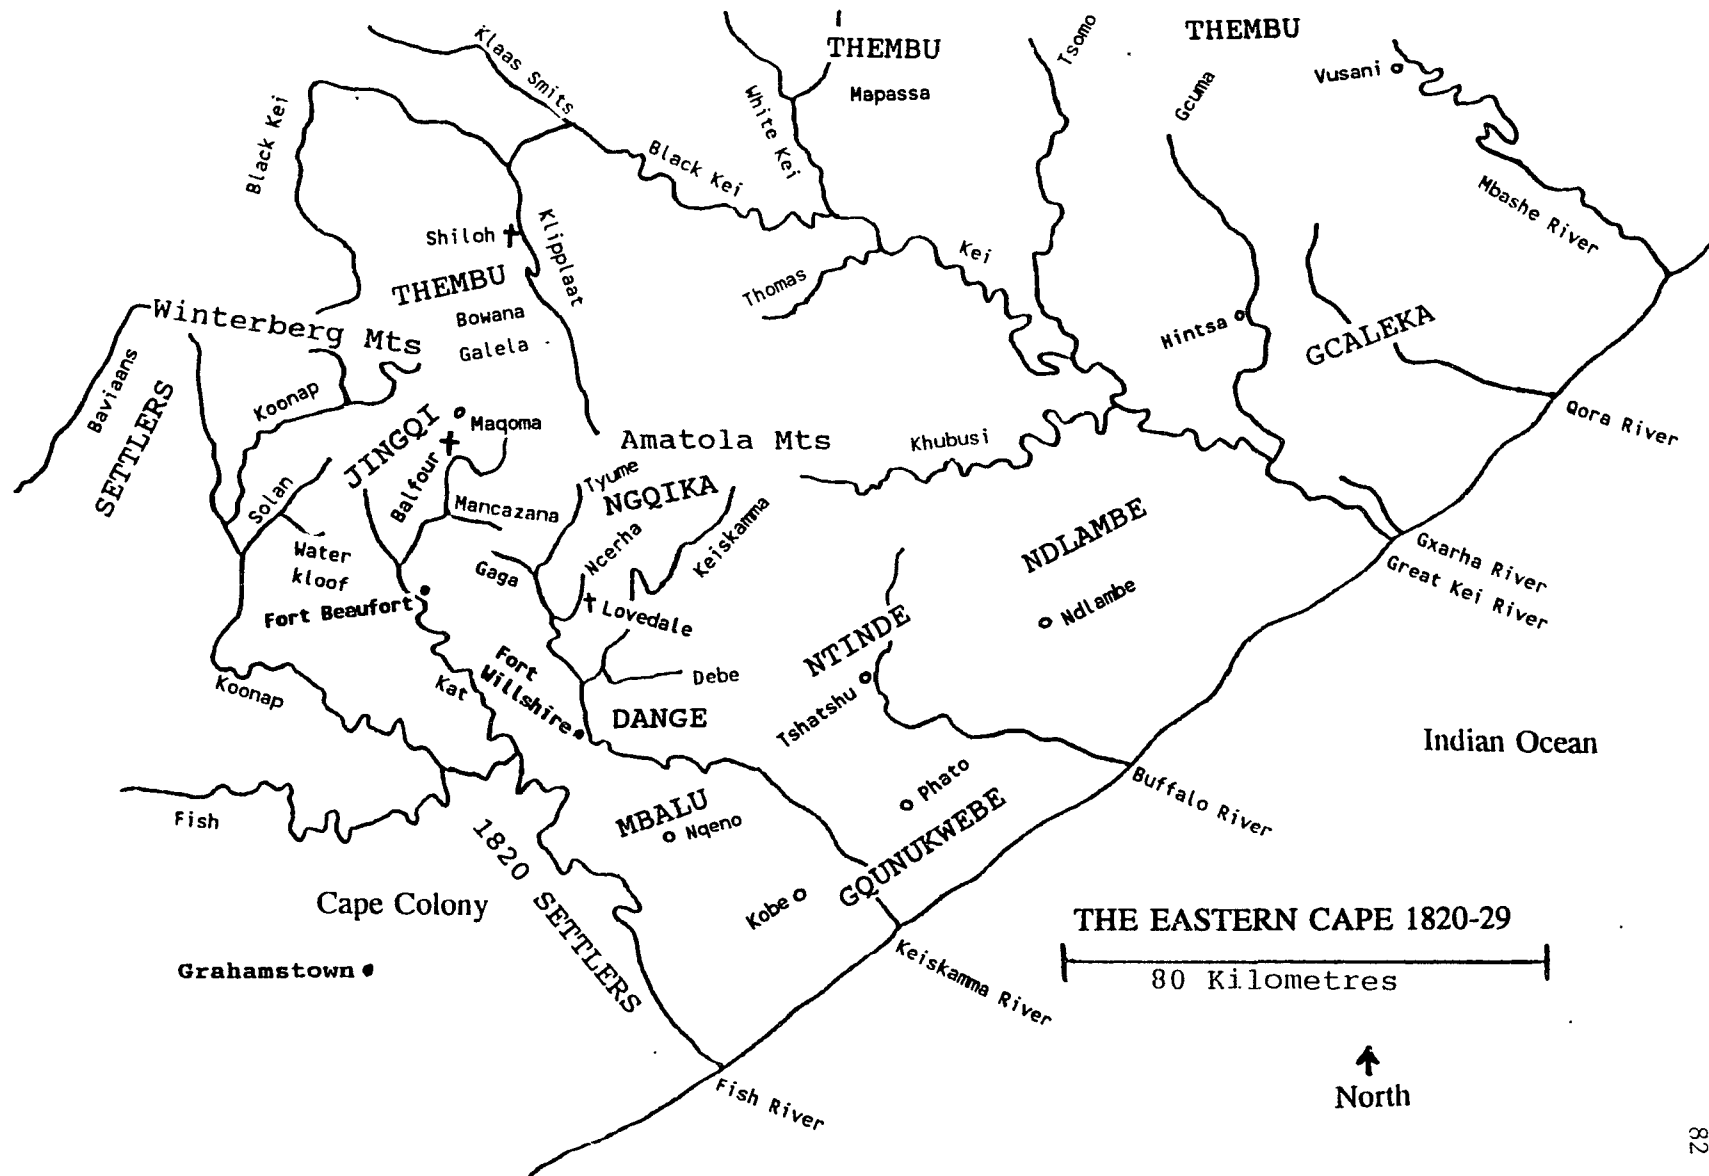 THEMBU
THEMBU
Tsomo
Klaas Smits
Mapassa
White Kei
Gcuma
Vusani
Black Kei
Black Kei
Mbashe River
Shiloh
Klipplaat
Kei
Thomas
THEMBU
Bowana
Galela
Winterberg Mts
Hintsa
GCALEKA
Baviaans
SETTLERS
Koonap
JINGQI
Maqoma
Balfour
Amatola Mts
Khubusi
Qora River
Solan
Mancazana
Tyume
NGQIKA
Ncerha
Keiskamma
Water
kloof
Gaga
NDLAMBE
Gxarha River
Great Kei River
Fort Beaufort
Lovedale
Ndlambe
NTINDE
Koonap
Kat
Fort
Willshire
Debe
Tshatshu
DANGE
Indian Ocean
Fish
MBALU
Nqeno
Phato
Buffalo River
GQUNUKWEBE
1820 SETTLERS
Cape Colony
Kobe
Grahamstown
Keiskamma River
THE EASTERN CAPE 1820-29
80 Kilometres
Fish River
North
82